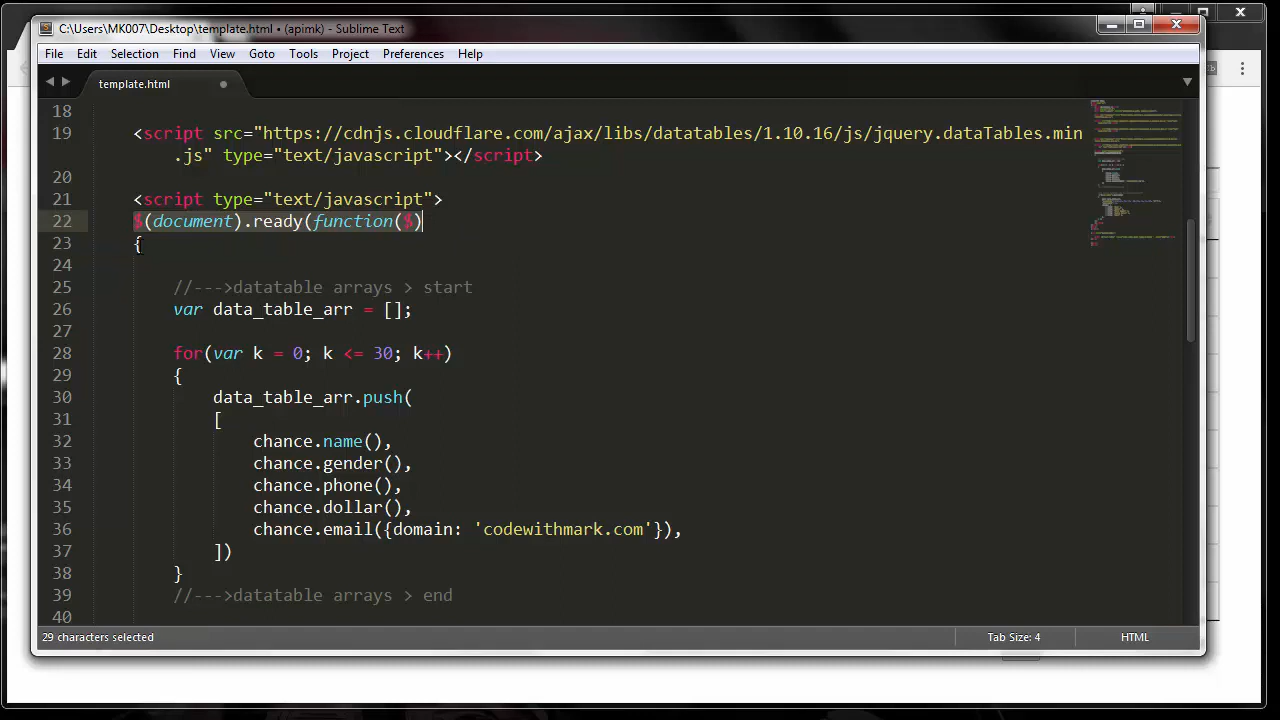 C:\Users\MK007\Desktop\template.html • (apimk) - Sublime Text
File Edit Selection Find View Goto Tools Project Preferences Help
template.html
18
19 <script src="https://cdnjs.cloudflare.com/ajax/libs/datatables/1.10.16/js/jquery.dataTables.min
.js" type="text/javascript"></script>
20
21 <script type="text/javascript">
22 $(document).ready(function($)
23 {
24
25 //--->datatable arrays > start
26 var data_table_arr = [];
27
28 for(var k = 0; k <= 30; k++)
29 {
30 data_table_arr.push(
31 [
32 chance.name(),
33 chance.gender(),
34 chance.phone(),
35 chance.dollar(),
36 chance.email({domain: 'codewithmark.com'}),
37 ])
38 }
39 //--->datatable arrays > end
40
29 characters selected Tab Size: 4 HTML